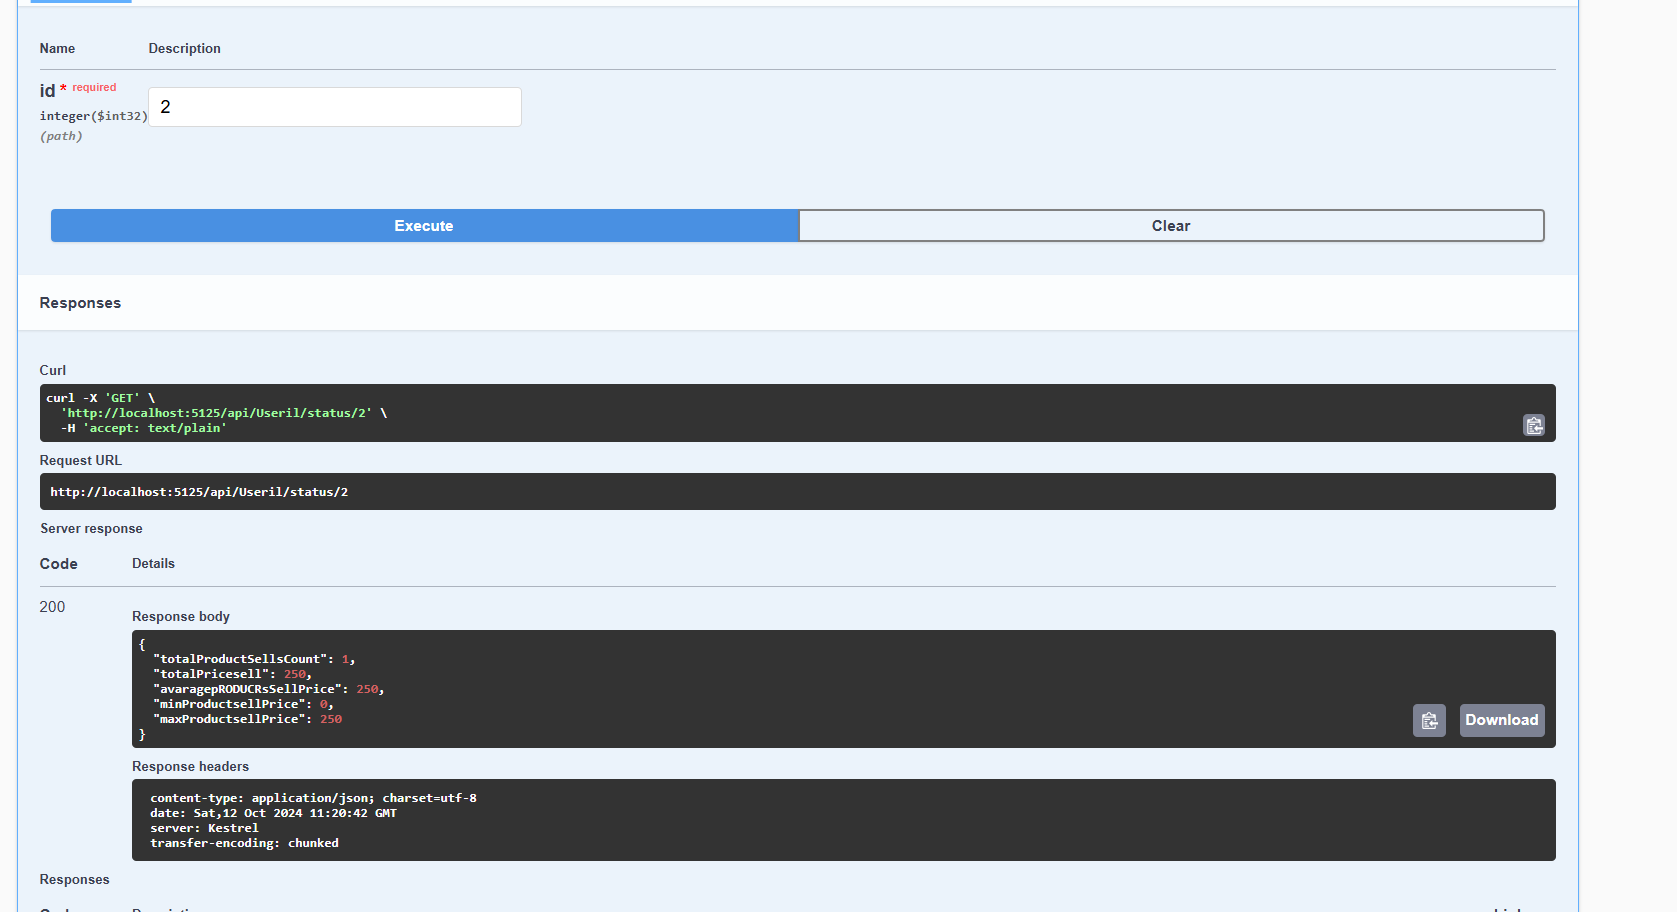 Name Description
id * required
integer($int32)
(path)
2
Execute Clear
Responses
Curl
curl -X 'GET' \
'http://localhost:5125/api/Useril/status/2' \
-H 'accept: text/plain'
Request URL
http://localhost:5125/api/Useril/status/2
Server response
Code Details
200
Response body
{
"totalProductSellsCount": 1,
"totalPricesell": 250,
"avaragepRODUCRsSellPrice": 250,
"minProductsellPrice": 0,
"maxProductsellPrice": 250
}
Download
Response headers
content-type: application/json; charset=utf-8
date: Sat,12 Oct 2024 11:20:42 GMT
server: Kestrel
transfer-encoding: chunked
Responses